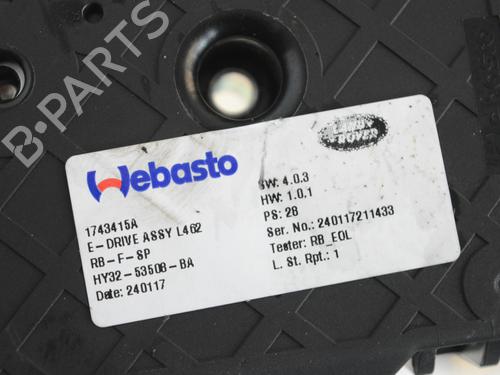 B-PARTS
Webasto
1743415A
E-DRIVE ASSY L462
RB-F-SP
HY32-53508-BA
Date: 240117
LAND ROVER
SW: 4.0.3
HW: 1.0.1
PS: 28
Ser. No.: 240117211433
Tester: RB_EOL
L. St. Rpt.: 1